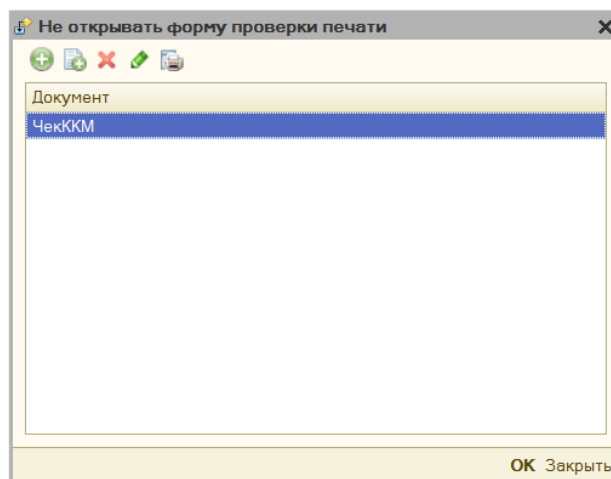 Не открывать форму проверки печати
Документ
ЧекККМ
OK Закрыть